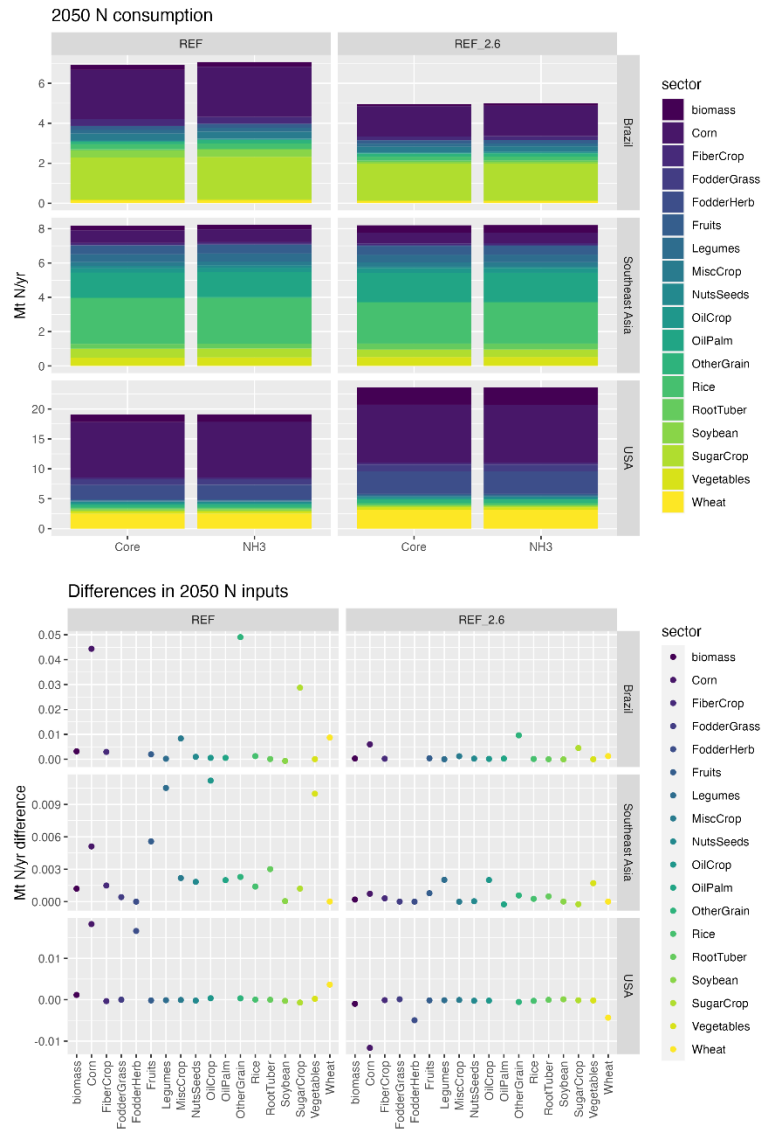 2050 N consumption
REF
REF_2.6
Mt N/yr
6
4
2
0
Brazil
8
6
4
2
0
Southeast Asia
20
15
10
5
0
USA
Core
NH3
Core
NH3
sector
biomass
Corn
FiberCrop
FodderGrass
FodderHerb
Fruits
Legumes
MiscCrop
NutsSeeds
OilCrop
OilPalm
OtherGrain
Rice
RootTuber
Soybean
SugarCrop
Vegetables
Wheat
Differences in 2050 N inputs
REF
REF_2.6
Mt N/yr difference
0.05
0.04
0.03
0.02
0.01
0.00
Brazil
0.009
0.006
0.003
0.000
Southeast Asia
0.01
0.00
-0.01
USA
biomass
Corn
FiberCrop
FodderGrass
FodderHerb
Fruits
Legumes
MiscCrop
NutsSeeds
OilCrop
OilPalm
OtherGrain
Rice
RootTuber
Soybean
SugarCrop
Vegetables
Wheat
biomass
Corn
FiberCrop
FodderGrass
FodderHerb
Fruits
Legumes
MiscCrop
NutsSeeds
OilCrop
OilPalm
OtherGrain
Rice
RootTuber
Soybean
SugarCrop
Vegetables
Wheat
sector
biomass
Corn
FiberCrop
FodderGrass
FodderHerb
Fruits
Legumes
MiscCrop
NutsSeeds
OilCrop
OilPalm
OtherGrain
Rice
RootTuber
Soybean
SugarCrop
Vegetables
Wheat